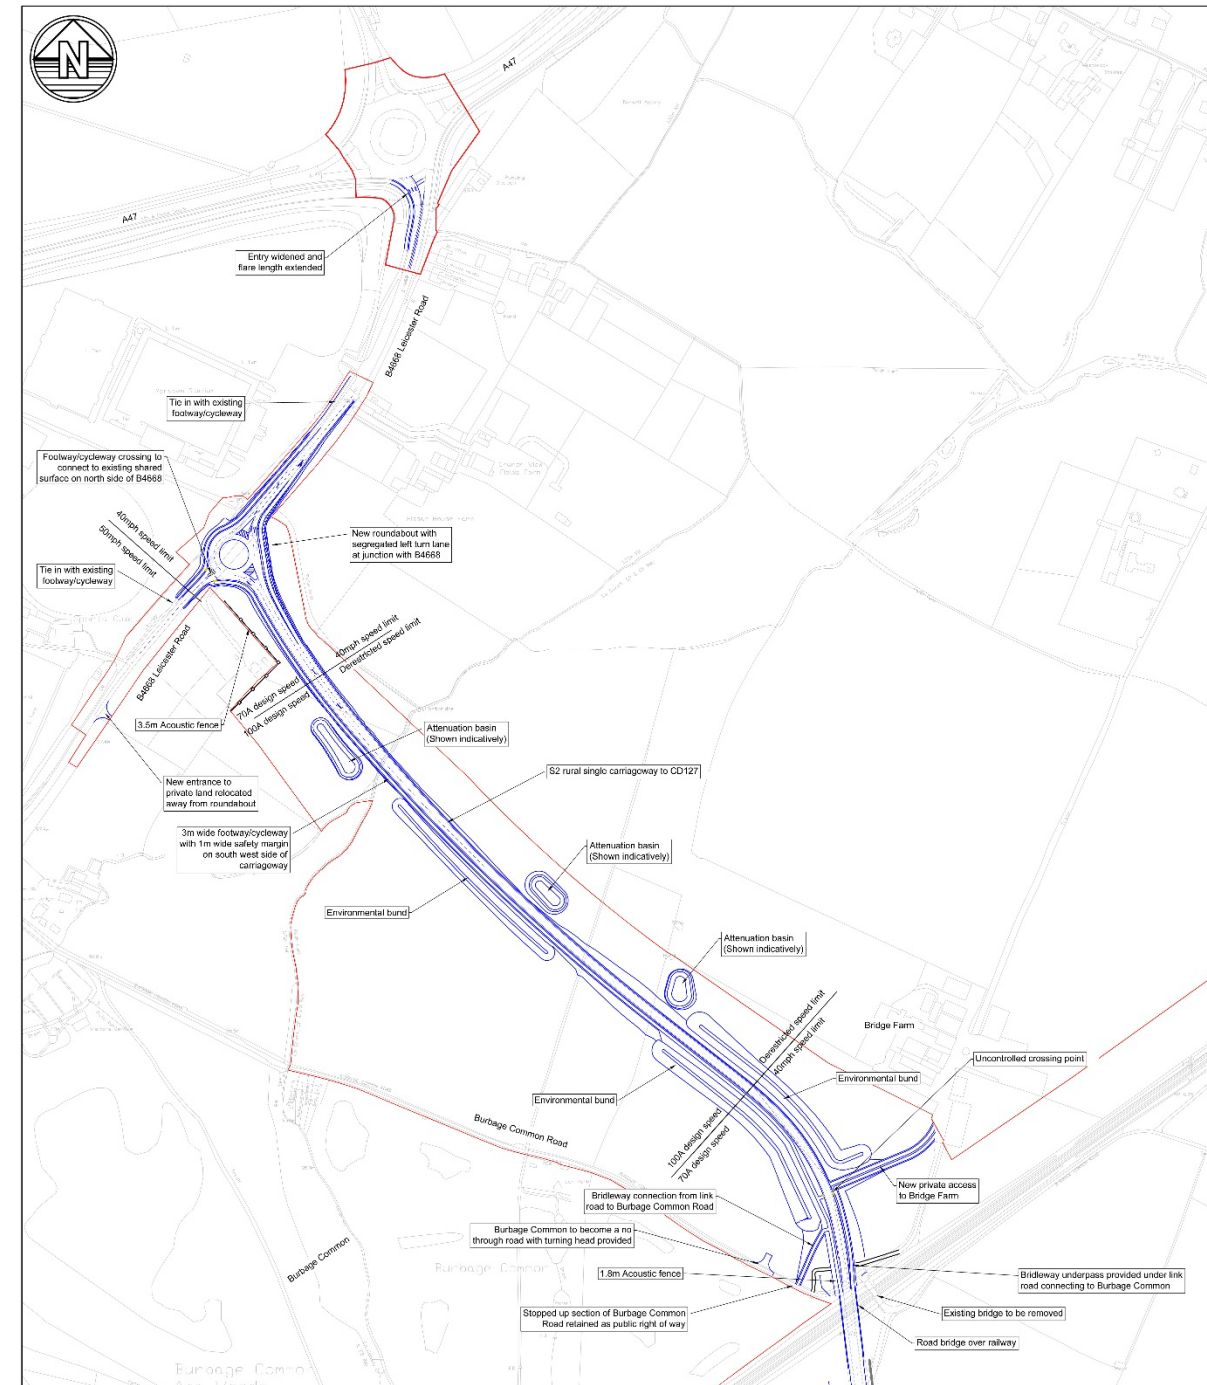 N
A47
A47
Entry widened and
flare length extended
B4668 Leicester Road
Tie in with existing
footway/cycleway
Footway/cycleway crossing to
connect to existing shared
surface on north side of B4668
40mph speed limit
50mph speed limit
New roundabout with
segregated left turn lane
at junction with B4668
Tie in with existing
footway/cycleway
40mph speed limit
Derestricted speed limit
B4668 Leicester Road
70A design speed
100A design speed
3.5m Acoustic fence
Attenuation basin
(Shown indicatively)
S2 rural single carriageway to CD127
New entrance to
private land relocated
away from roundabout
3m wide footway/cycleway
with 1m wide safety margin
on south west side of
carriageway
Attenuation basin
(Shown indicatively)
Environmental bund
Attenuation basin
(Shown indicatively)
Derestricted speed limit
40mph speed limit
Bridge Farm
Uncontrolled crossing point
Environmental bund
Environmental bund
Burbage Common Road
100A design speed
70A design speed
New private access
to Bridge Farm
Bridleway connection from link
road to Burbage Common Road
Burbage Common to become a no
through road with turning head provided
Burbage Common
Burbage Common
1.8m Acoustic fence
Bridleway underpass provided under link
road connecting to Burbage Common
Stopped up section of Burbage Common
Road retained as public right of way
Existing bridge to be removed
Road bridge over railway
Burbage Common